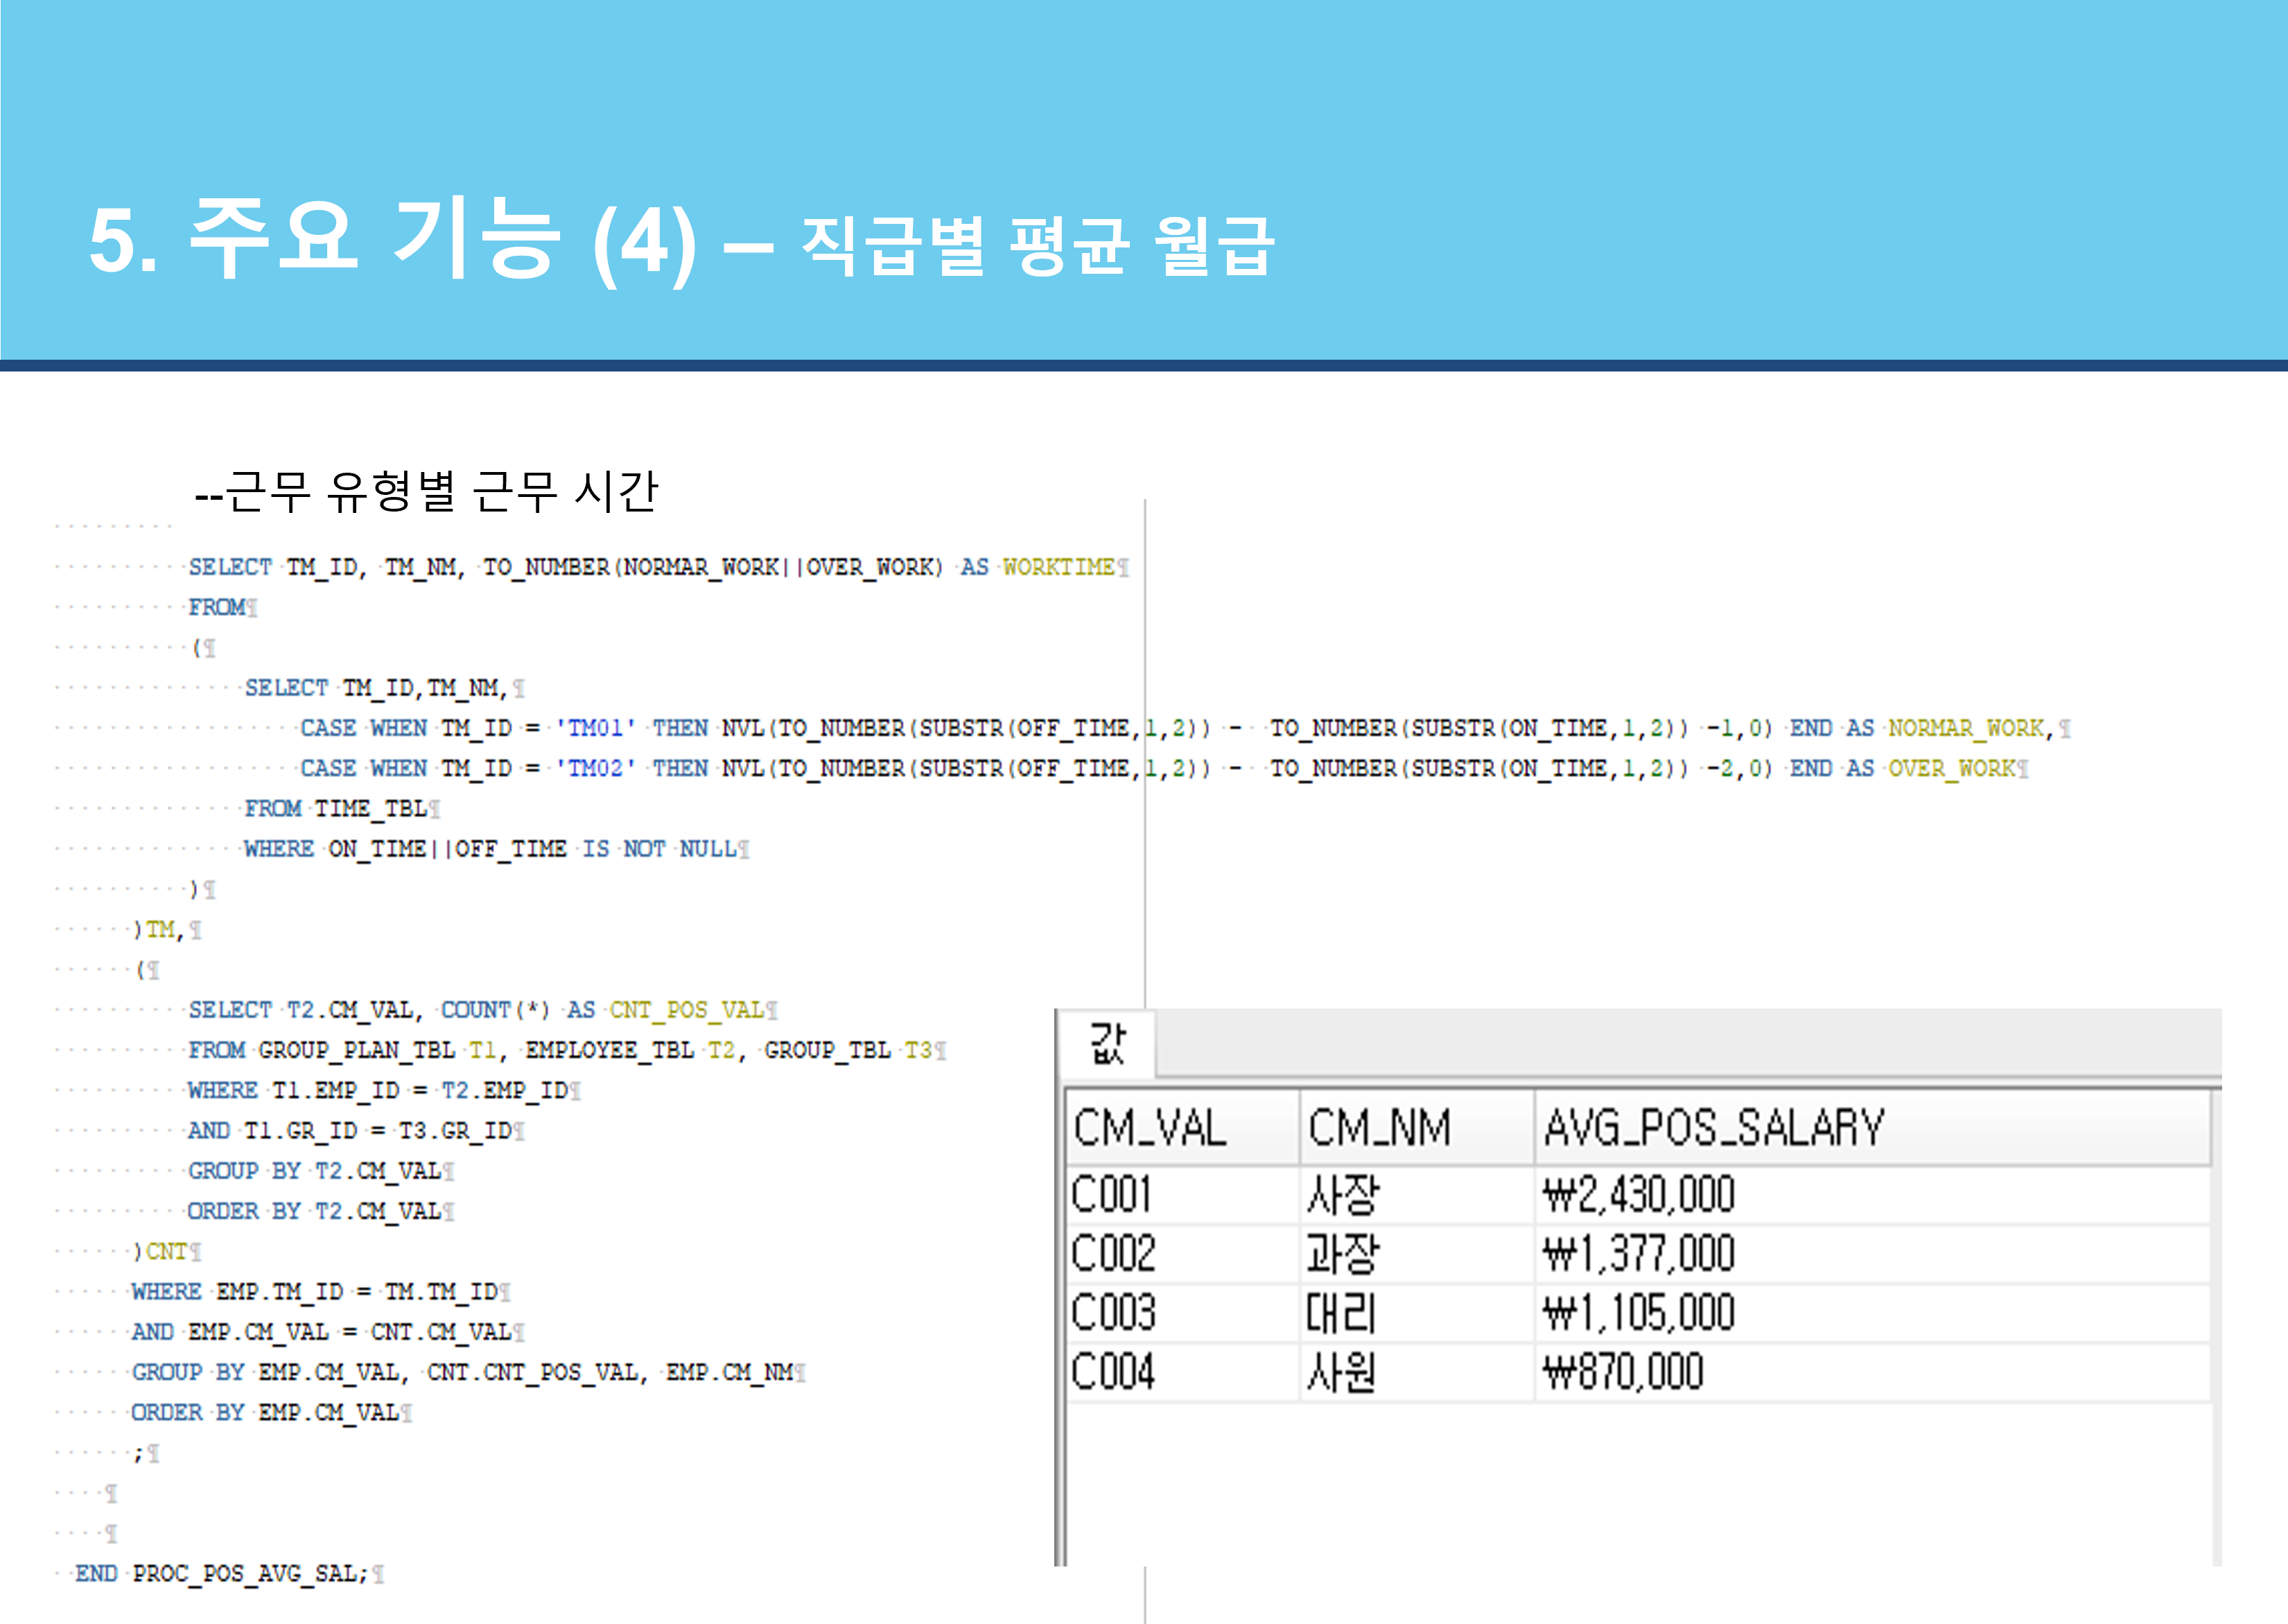 5. 주요 기능 (4) – 직급별 평균 월급
--근무 유형별 근무 시간
SELECT TM_ID, TM_NM, TO_NUMBER(NORMAR_WORK||OVER_WORK) AS WORKTIME
FROM
(
SELECT TM_ID,TM_NM,
CASE WHEN TM_ID = 'TM01' THEN NVL(TO_NUMBER(SUBSTR(OFF_TIME,1,2)) - TO_NUMBER(SUBSTR(ON_TIME,1,2)) -1,0) END AS NORMAR_WORK,
CASE WHEN TM_ID = 'TM02' THEN NVL(TO_NUMBER(SUBSTR(OFF_TIME,1,2)) - TO_NUMBER(SUBSTR(ON_TIME,1,2)) -2,0) END AS OVER_WORK
FROM TIME_TBL
WHERE ON_TIME||OFF_TIME IS NOT NULL
)
)TM,
(
SELECT T2.CM_VAL, COUNT(*) AS CNT_POS_VAL
FROM GROUP_PLAN_TBL T1, EMPLOYEE_TBL T2, GROUP_TBL T3
WHERE T1.EMP_ID = T2.EMP_ID
AND T1.GR_ID = T3.GR_ID
GROUP BY T2.CM_VAL
ORDER BY T2.CM_VAL
)CNT
WHERE EMP.TM_ID = TM.TM_ID
AND EMP.CM_VAL = CNT.CM_VAL
GROUP BY EMP.CM_VAL, CNT.CNT_POS_VAL, EMP.CM_NM
ORDER BY EMP.CM_VAL
;
END PROC_POS_AVG_SAL;
값
CM_VAL CM_NM AVG_POS_SALARY
C001 사장 ₩2,430,000
C002 과장 ₩1,377,000
C003 대리 ₩1,105,000
C004 사원 ₩870,000